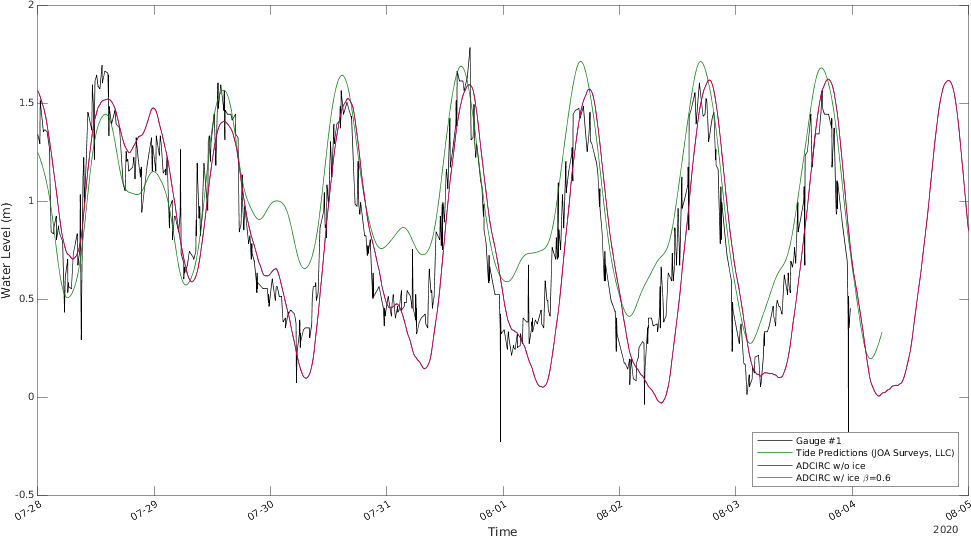 2
1.5
1
0.5
0
-0.5
Water Level (m)
Gauge #1
Tide Predictions (JOA Surveys, LLC)
ADCIRC w/o ice
ADCIRC w/ ice β=0.6
07-28
07-29
07-30
07-31
08-01
08-02
08-03
08-04
08-05
Time
2020